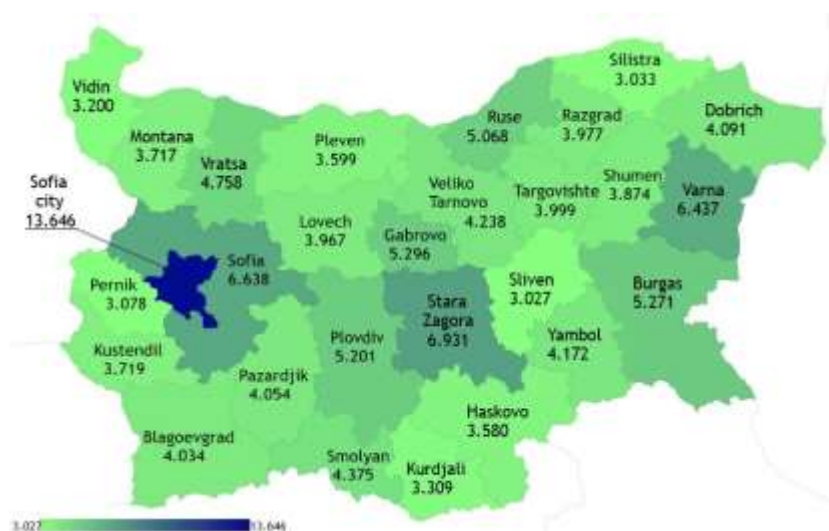 Silistra
3.033
Vidin
3.200
Dobrich
4.091
Ruse
5.068
Razgrad
3.977
Montana
3.717
Pleven
3.599
Vratsa
4.758
Shumen
3.874
Varna
6.437
Veliko
Tarnovo
4.238
Targovishte
3.999
Sofia
city
13.646
Lovech
3.967
Gabrovo
5.296
Sofia
6.638
Sliven
3.027
Burgas
5.271
Pernik
3.078
Stara
Zagora
6.931
Plovdiv
5.201
Yambol
4.172
Kustendil
3.719
Pazardjik
4.054
Haskovo
3.580
Blagoevgrad
4.034
Smolyan
4.375
Kurdjali
3.309
3.027
13.646